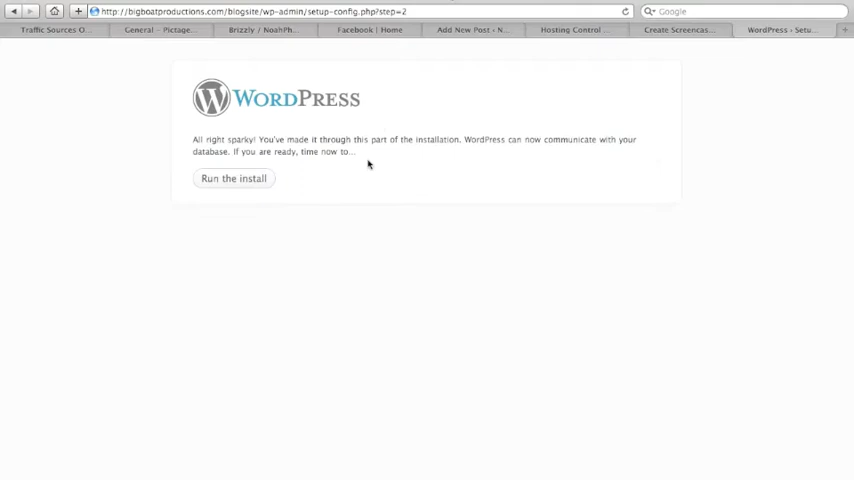 http://bigboatproductions.com/blogsite/wp-admin/setup-config.php?step=2
Google
Traffic Sources O...
General – Pictage...
Brizzly / NoahPh...
Facebook | Home
Add New Post ‹ N...
Hosting Control ...
Create Screencas...
WordPress › Setu...
WORDPRESS
All right sparky! You've made it through this part of the installation. WordPress can now communicate with your
database. If you are ready, time now to...
Run the install